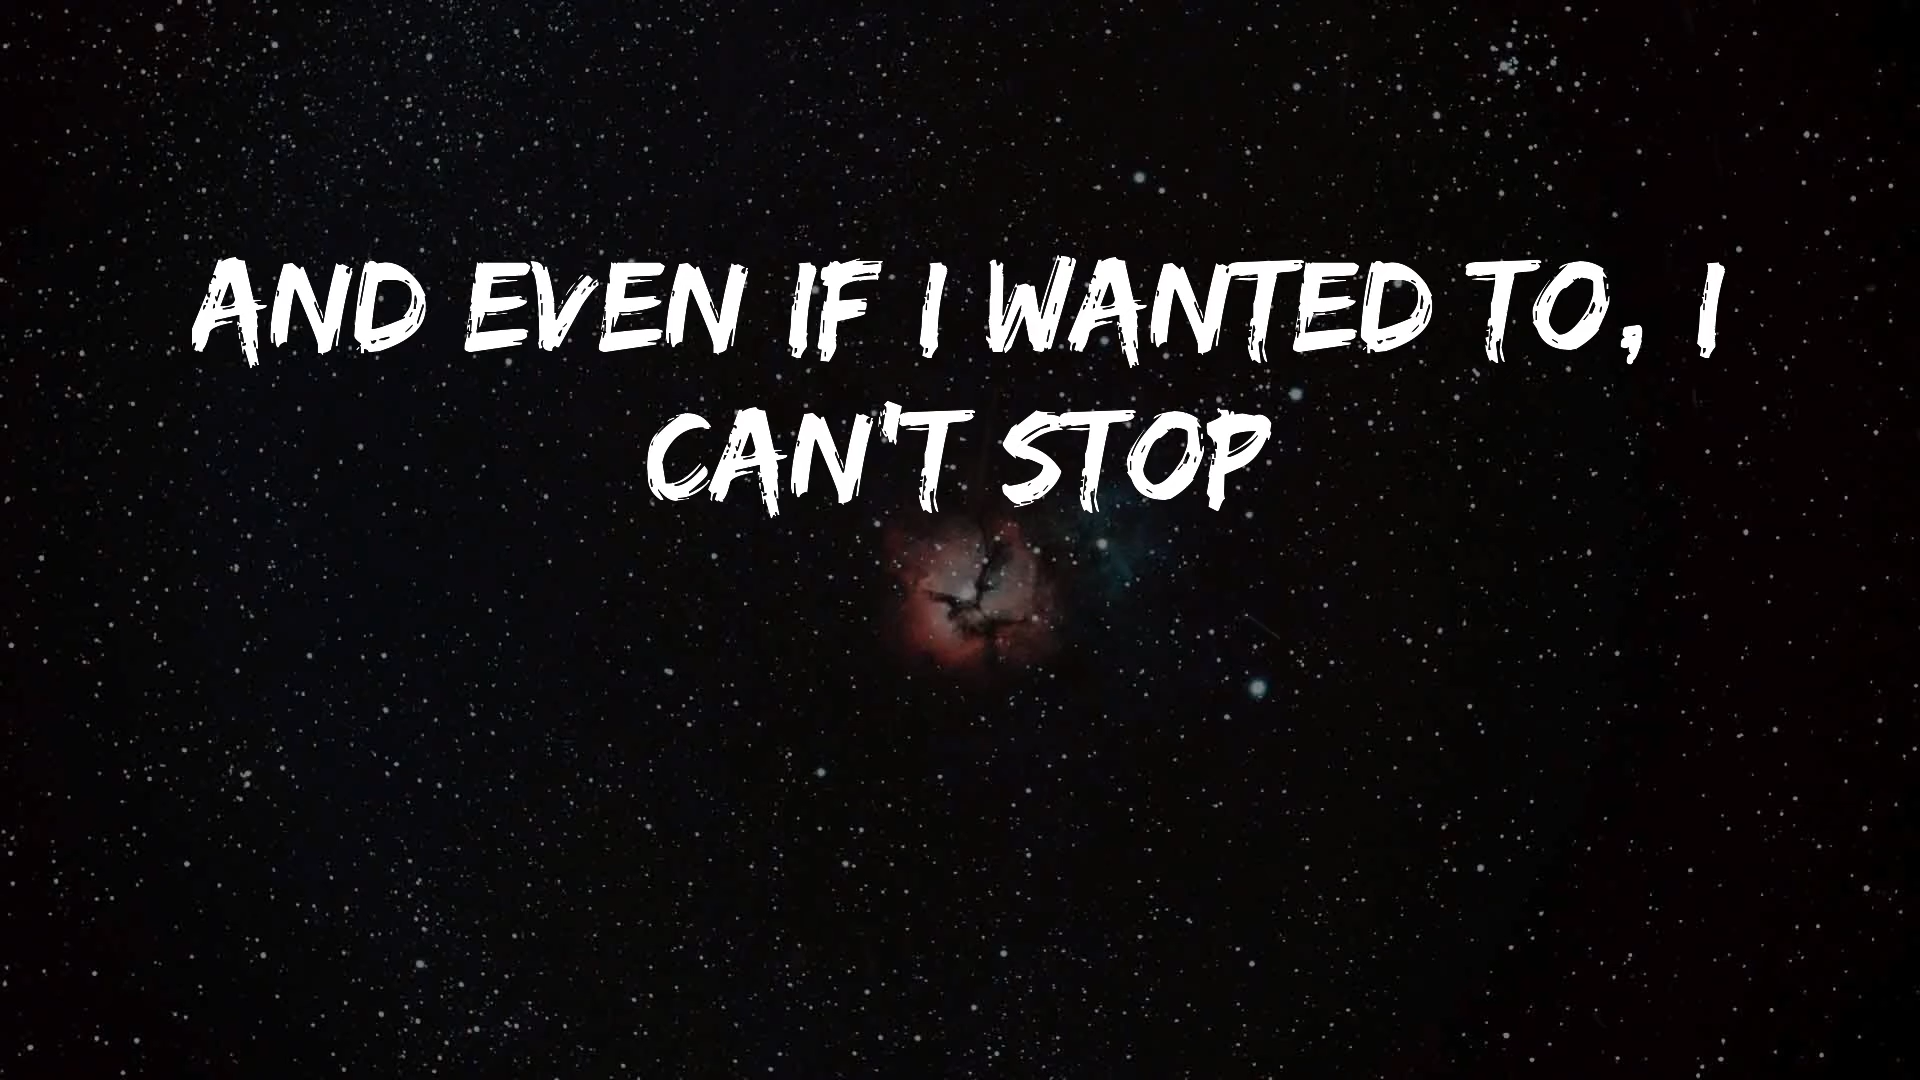 AND EVEN IF I WANTED TO, I
CAN'T STOP